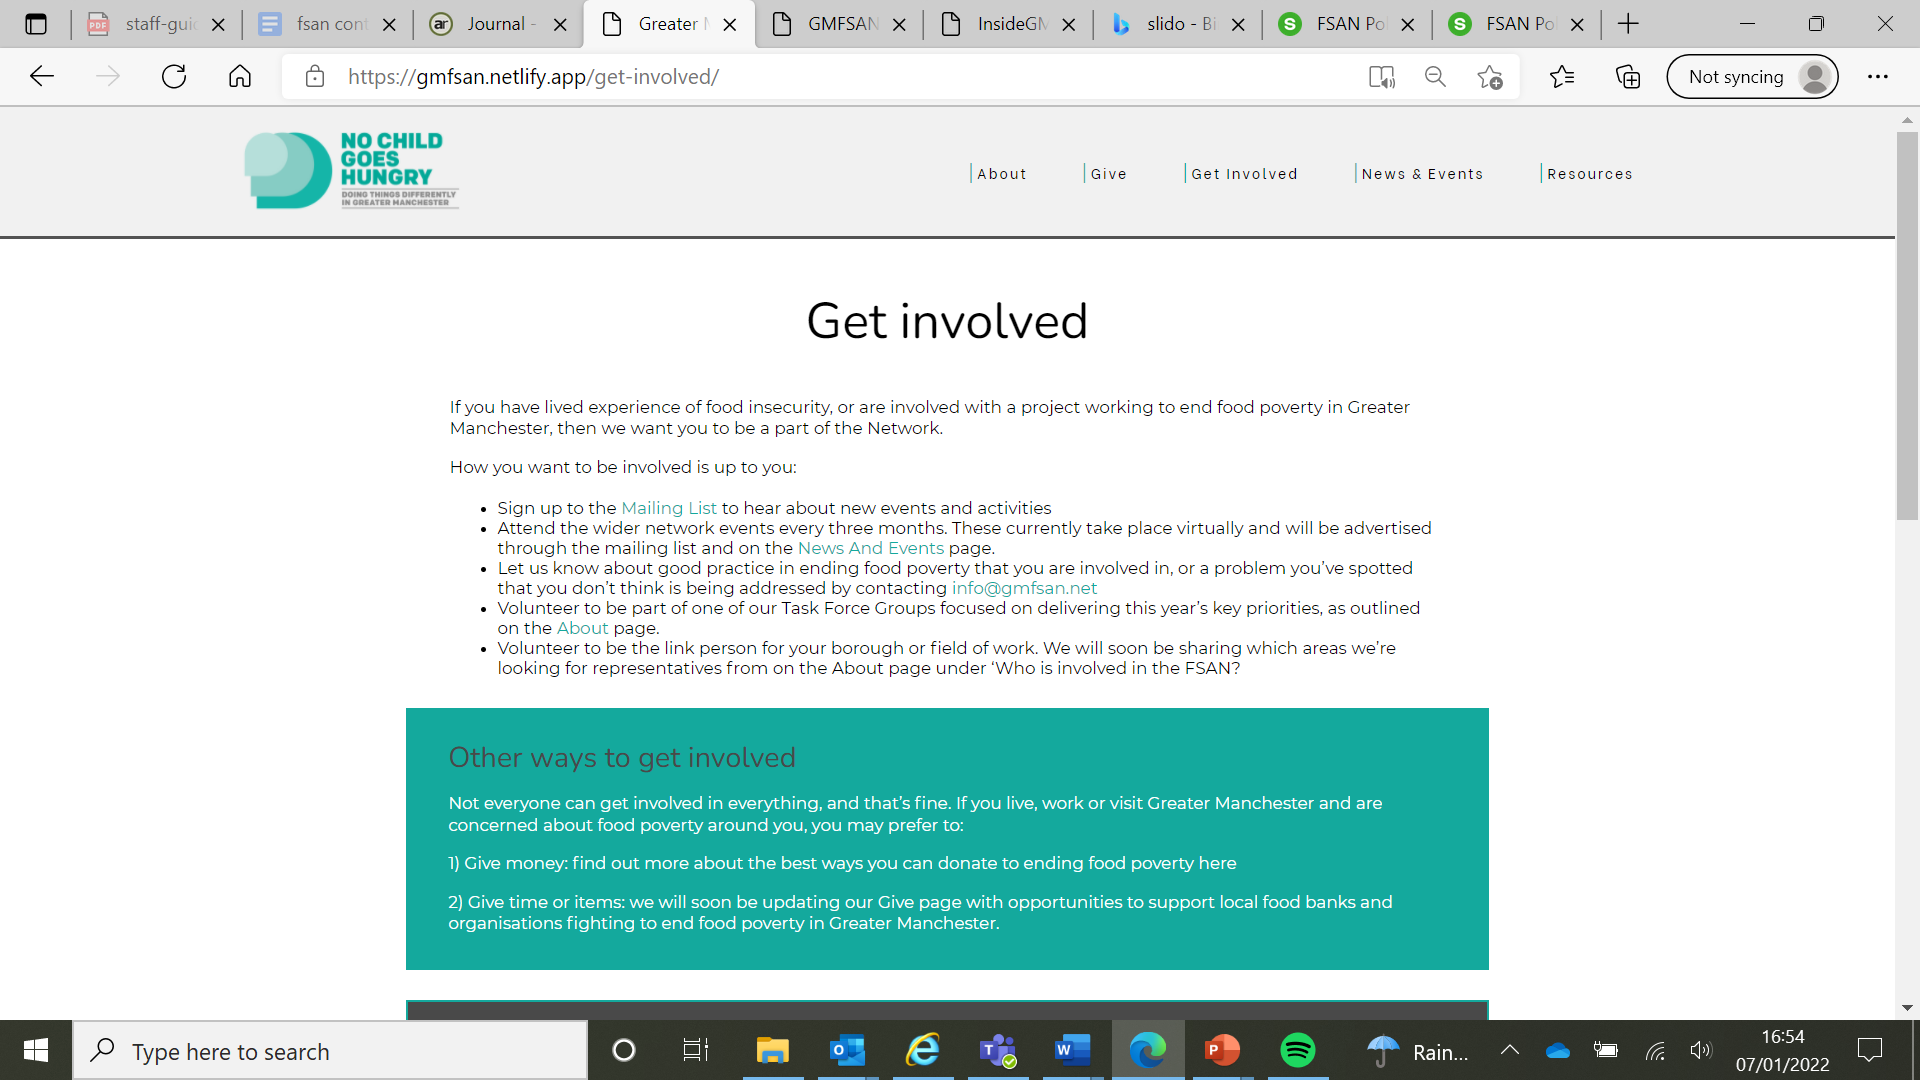 staff-gui
fsan cont
Journal -
Greater
GMFSAN
InsideGM
slido - Bi
FSAN Po
FSAN Po
https://gmfsan.netlify.app/get-involved/
Not syncing
NO CHILD
GOES
HUNGRY
DOING THINGS DIFFERENTLY
IN GREATER MANCHESTER
About
Give
Get Involved
News & Events
Resources
Get involved
If you have lived experience of food insecurity, or are involved with a project working to end food poverty in Greater
Manchester, then we want you to be a part of the Network.
How you want to be involved is up to you:
• Sign up to the Mailing List to hear about new events and activities
• Attend the wider network events every three months. These currently take place virtually and will be advertised
through the mailing list and on the News And Events page.
• Let us know about good practice in ending food poverty that you are involved in, or a problem you’ve spotted
that you don’t think is being addressed by contacting info@gmfsan.net
• Volunteer to be part of one of our Task Force Groups focused on delivering this year’s key priorities, as outlined
on the About page.
• Volunteer to be the link person for your borough or field of work. We will soon be sharing which areas we’re
looking for representatives from on the About page under ‘Who is involved in the FSAN?
Other ways to get involved
Not everyone can get involved in everything, and that’s fine. If you live, work or visit Greater Manchester and are
concerned about food poverty around you, you may prefer to:
1) Give money: find out more about the best ways you can donate to ending food poverty here
2) Give time or items: we will soon be updating our Give page with opportunities to support local food banks and
organisations fighting to end food poverty in Greater Manchester.
Type here to search
Rain...
16:54
07/01/2022